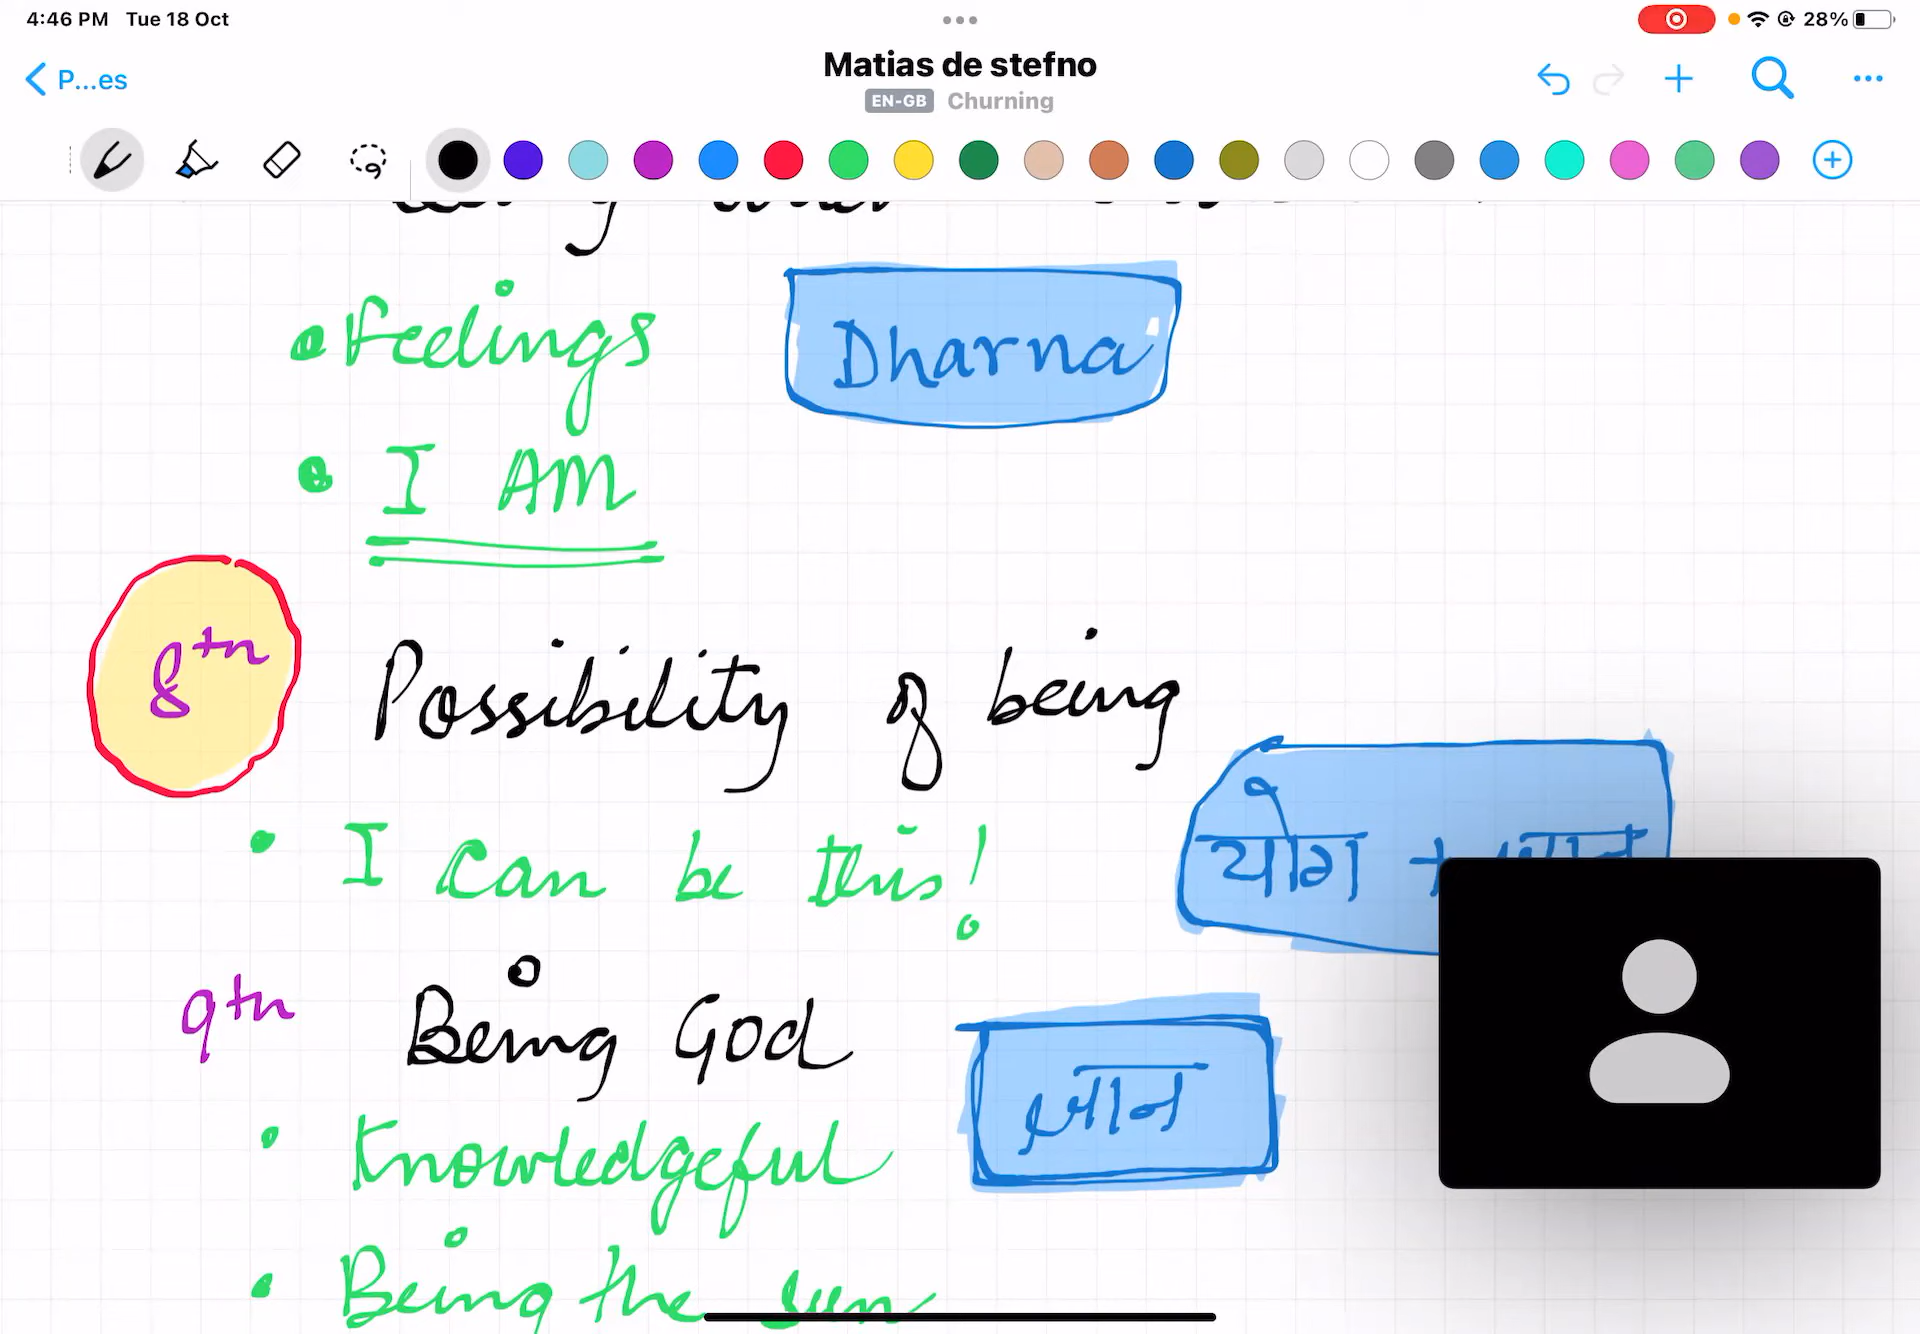 4:46 PM Tue 18 Oct
28%
Matias de stefno
P...es
EN-GB Churning
• Feelings
Dharna
• I AM
8th Possibility of being
• I can be this!
योग +
9th Being God
ज्ञान
• Knowledgeful
• Being the sun